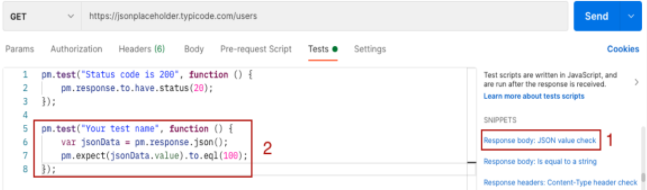 GET https://jsonplaceholder.typicode.com/users Send
Params Authorization Headers (6) Body Pre-request Script Tests Settings Cookies
1 pm.test("Status code is 200", function () {
2 pm.response.to.have.status(20);
3 });
4
5 pm.test("Your test name", function () {
6 var jsonData = pm.response.json();
7 pm.expect(jsonData.value).to.eql(100);
8 });
2
Test scripts are written in JavaScript, and
are run after the response is received.
Learn more about tests scripts
SNIPPETS
Response body: JSON value check 1
Response body: Is equal to a string
Response headers: Content-Type header check